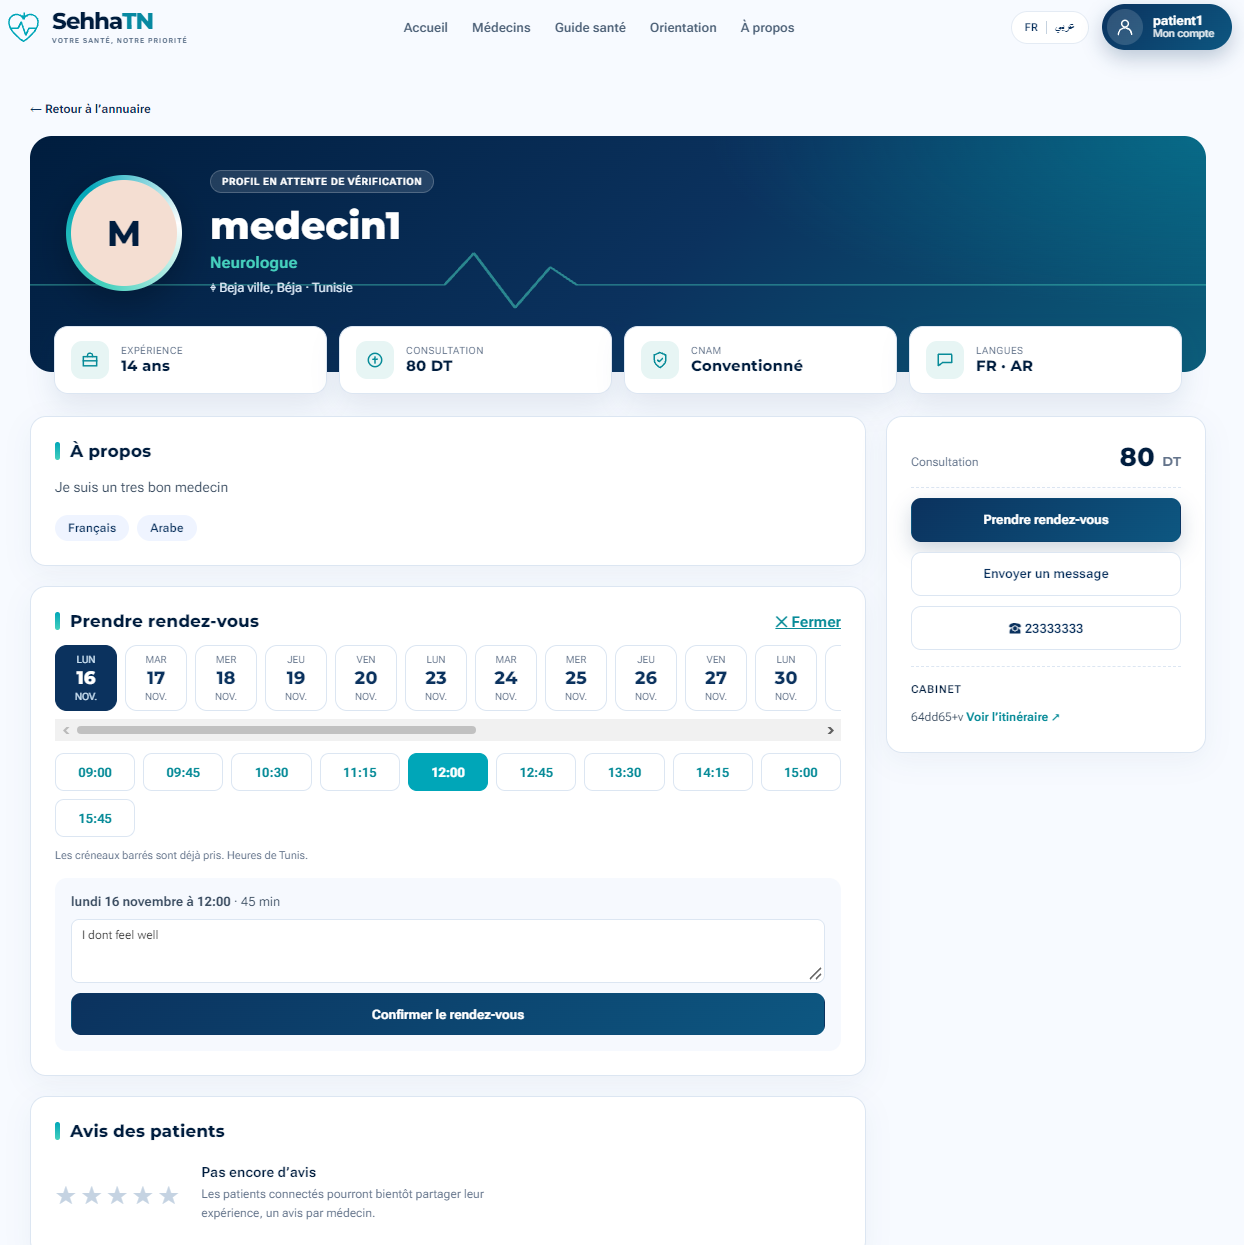 SehhaTN
VOTRE SANTÉ, NOTRE PRIORITÉ
Accueil
Médecins
Guide santé
Orientation
À propos
FR
عربي
patient1
Mon compte
← Retour à l'annuaire
PROFIL EN ATTENTE DE VÉRIFICATION
M
medecin1
Neurologue
Beja ville, Béja · Tunisie
EXPÉRIENCE
14 ans
CONSULTATION
80 DT
CNAM
Conventionné
LANGUES
FR · AR
À propos
Je suis un tres bon medecin
Français
Arabe
Prendre rendez-vous
✕ Fermer
LUN
16
NOV.
MAR
17
NOV.
MER
18
NOV.
JEU
19
NOV.
VEN
20
NOV.
LUN
23
NOV.
MAR
24
NOV.
MER
25
NOV.
JEU
26
NOV.
VEN
27
NOV.
LUN
30
NOV.
09:00
09:45
10:30
11:15
12:00
12:45
13:30
14:15
15:00
15:45
Les créneaux barrés sont déjà pris. Heures de Tunis.
lundi 16 novembre à 12:00 · 45 min
I dont feel well
Confirmer le rendez-vous
Avis des patients
★★★★★
Pas encore d'avis
Les patients connectés pourront bientôt partager leur
expérience, un avis par médecin.
Consultation
80 DT
Prendre rendez-vous
Envoyer un message
☎ 23333333
CABINET
64dd65+v Voir l'itinéraire ↗